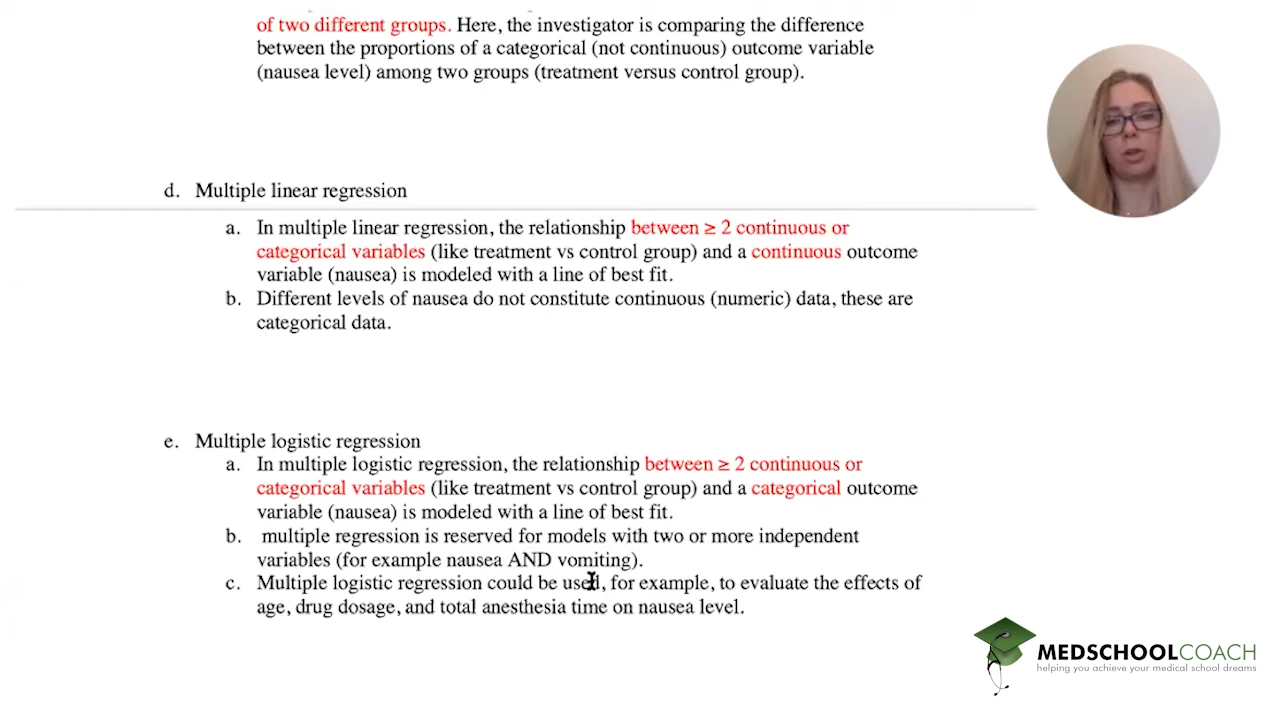 of two different groups. Here, the investigator is comparing the difference
between the proportions of a categorical (not continuous) outcome variable
(nausea level) among two groups (treatment versus control group).
d. Multiple linear regression
a. In multiple linear regression, the relationship between ≥ 2 continuous or
categorical variables (like treatment vs control group) and a continuous outcome
variable (nausea) is modeled with a line of best fit.
b. Different levels of nausea do not constitute continuous (numeric) data, these are
categorical data.
e. Multiple logistic regression
a. In multiple logistic regression, the relationship between ≥ 2 continuous or
categorical variables (like treatment vs control group) and a categorical outcome
variable (nausea) is modeled with a line of best fit.
b. multiple regression is reserved for models with two or more independent
variables (for example nausea AND vomiting).
c. Multiple logistic regression could be used, for example, to evaluate the effects of
age, drug dosage, and total anesthesia time on nausea level.
MEDSCHOOLCOACH
helping you achieve your medical school dreams